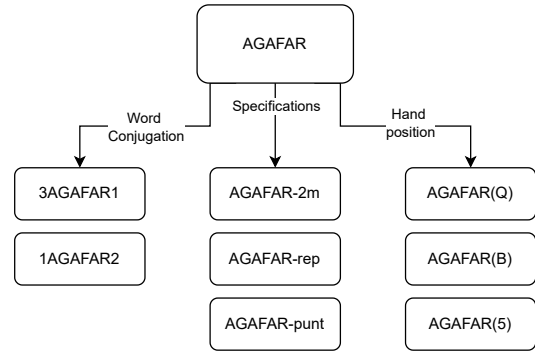 AGAFAR
Word
Conjugation
Specifications
Hand
position
3AGAFAR1
AGAFAR-2m
AGAFAR(Q)
1AGAFAR2
AGAFAR-rep
AGAFAR(B)
AGAFAR-punt
AGAFAR(5)